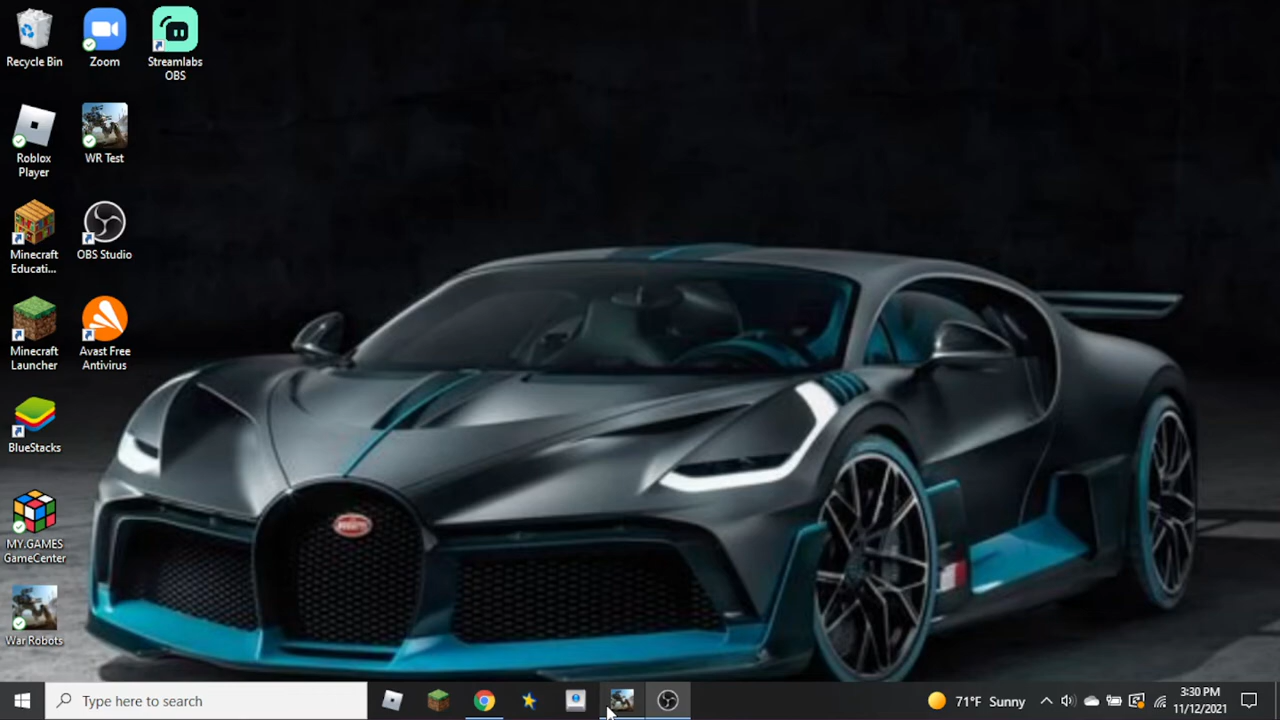 Recycle Bin
Zoom
Streamlabs OBS
Roblox Player
WR Test
Minecraft Educati...
OBS Studio
Minecraft Launcher
Avast Free Antivirus
BlueStacks
MY.GAMES GameCenter
War Robots
Type here to search
71°F Sunny
3:30 PM
11/12/2021